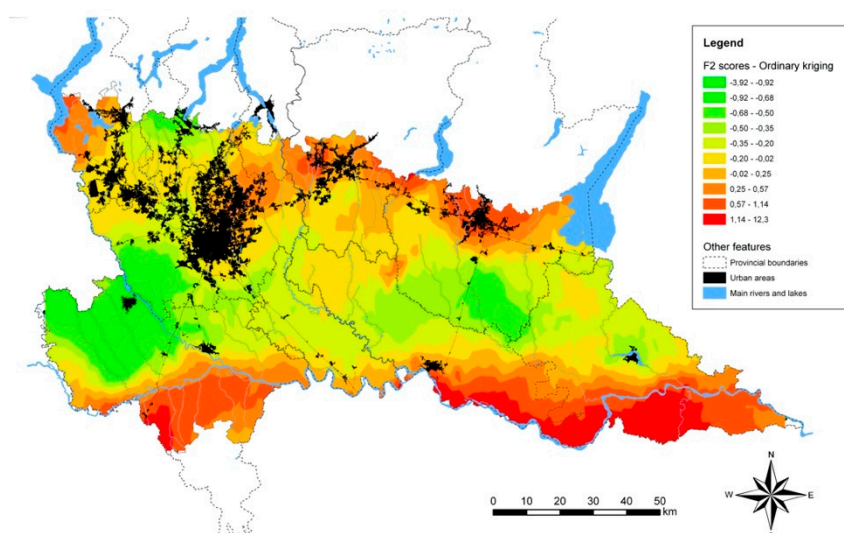 Legend
F2 scores - Ordinary kriging
-3,92 - -0,92
-0,92 - -0,68
-0,68 - -0,50
-0,50 - -0,35
-0,35 - -0,20
-0,20 - -0,02
-0,02 - 0,25
0,25 - 0,57
0,57 - 1,14
1,14 - 12,3
Other features
Provincial boundaries
Urban areas
Main rivers and lakes
N
W E
S
0 10 20 30 40 50
km